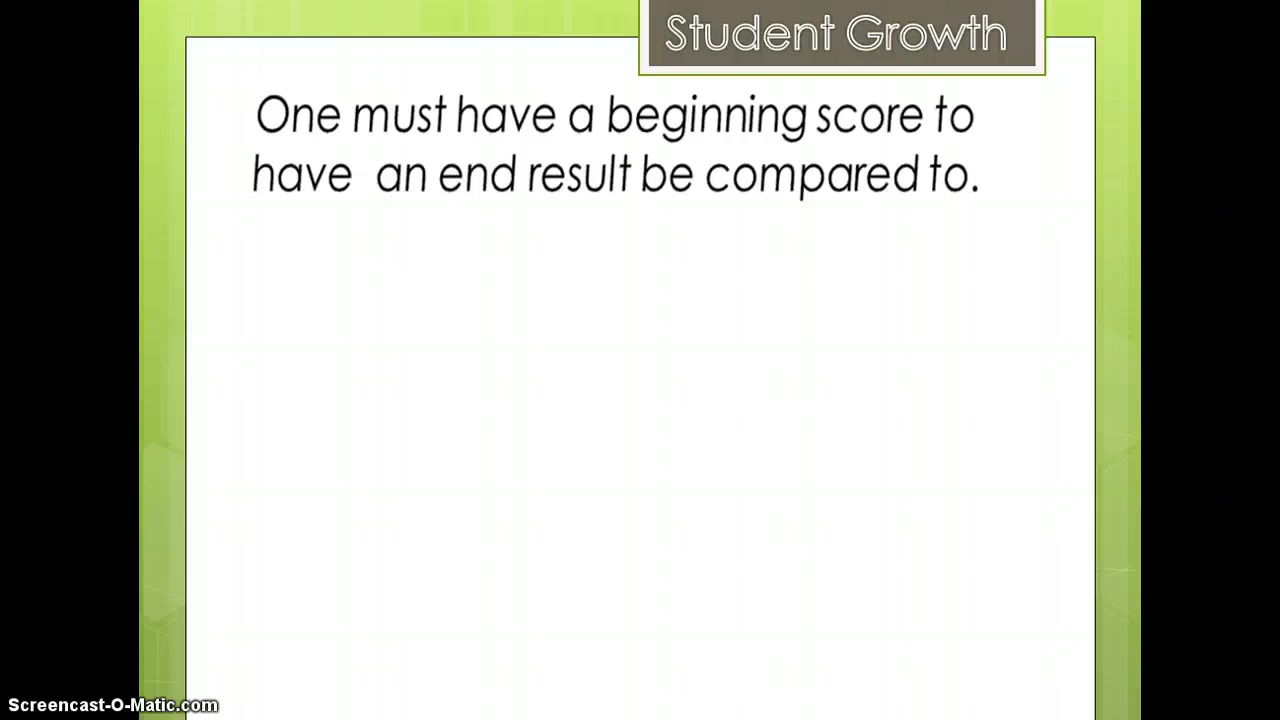 Student Growth
One must have a beginning score to
have an end result be compared to.
Screencast-O-Matic.com